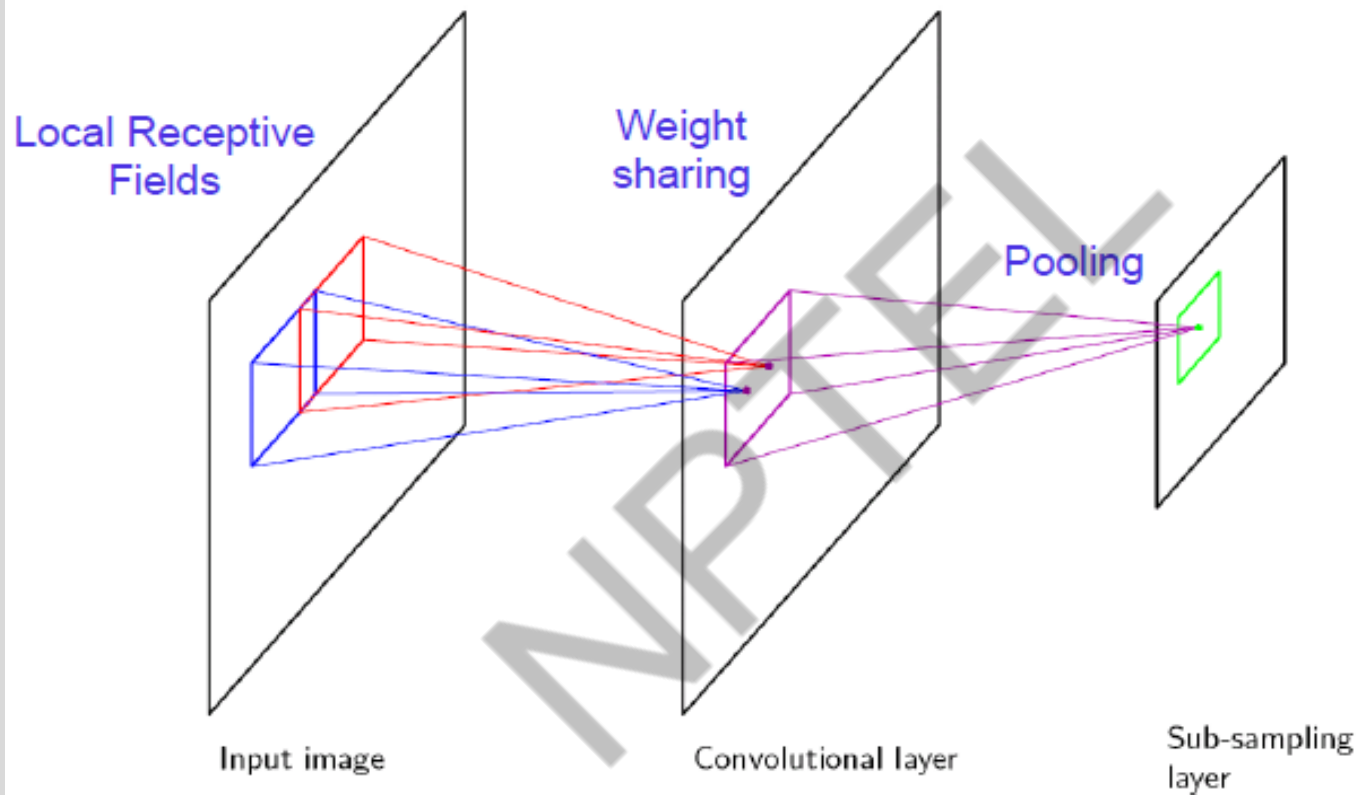 Local Receptive
Fields
Weight
sharing
Pooling
NPTEL
Input image
Convolutional layer
Sub-sampling
layer